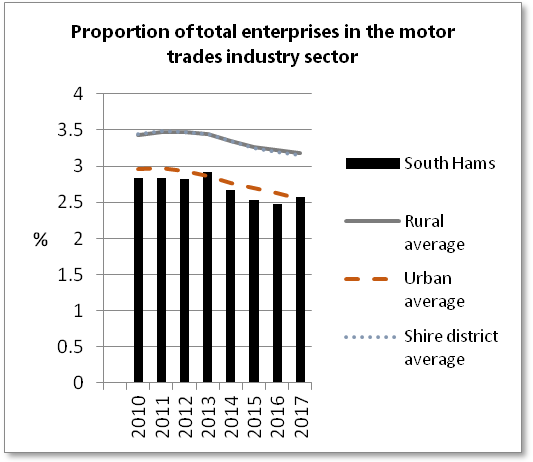 Proportion of total enterprises in the motor
trades industry sector
4
3.5
3
2.5
2
1.5
1
0.5
0
%
2010
2011
2012
2013
2014
2015
2016
2017
South Hams
Rural
average
Urban
average
Shire district
average